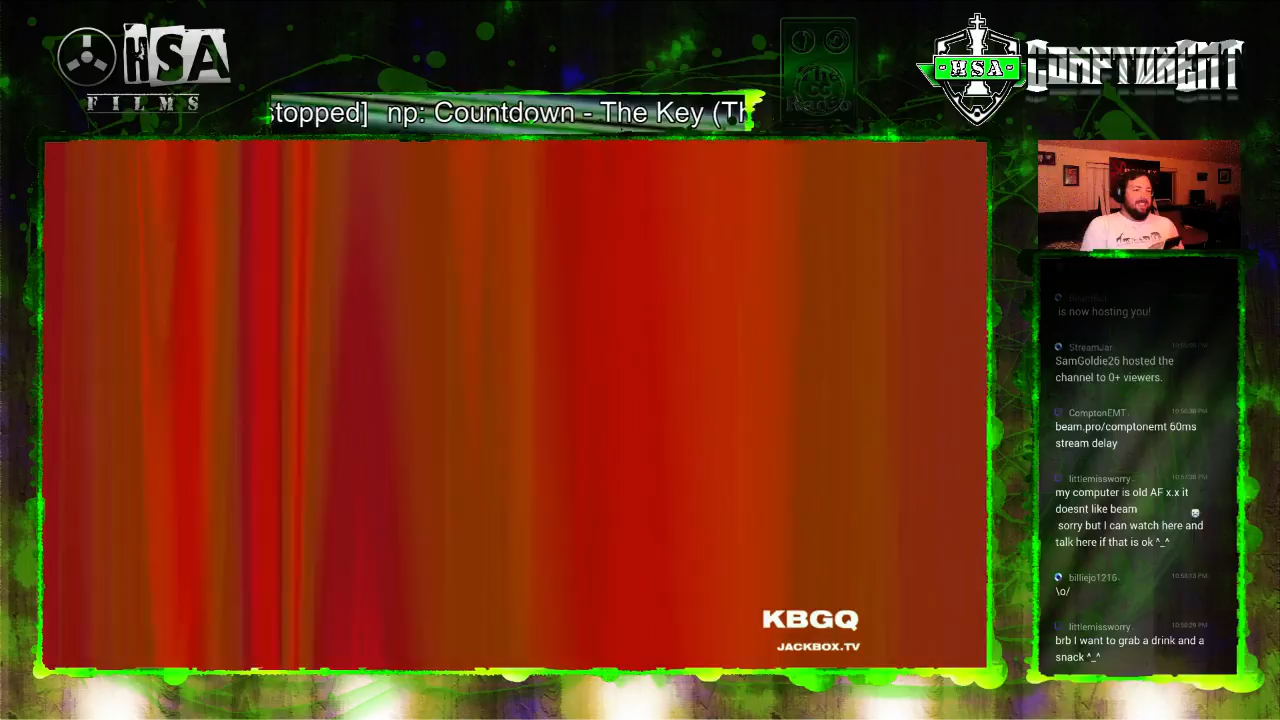 HSA
FILMS
stopped] np: Countdown - The Key (Th
The
CG
Radio
HSA
COMPTONEMT
is now hosting you!
StreamJar
SamGoldie26 hosted the
channel to 0+ viewers.
ComptonEMT
beam.pro/comptonemt 60ms
stream delay
littlemissworry
my computer is old AF x.x it
doesnt like beam
sorry but I can watch here and
talk here if that is ok ^_^
billiejo1216
\o/
littlemissworry
brb I want to grab a drink and a
snack ^_^
KBGQ
JACKBOX.TV